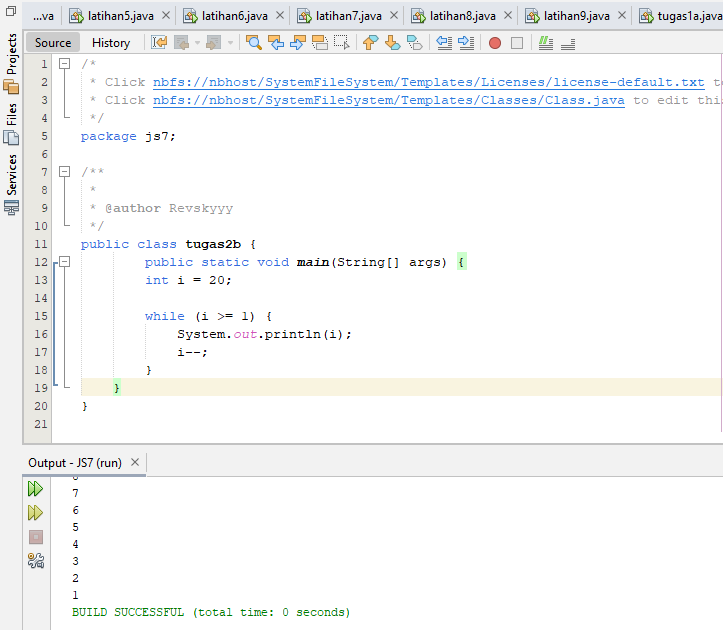 ...va latihan5.java latihan6.java latihan7.java latihan8.java latihan9.java tugas1a.java
Source History
Projects
Files
Services
1 /*
2 * Click nbfs://nbhost/SystemFileSystem/Templates/Licenses/license-default.txt to
3 * Click nbfs://nbhost/SystemFileSystem/Templates/Classes/Class.java to edit this
4 */
5 package js7;
6
7 /**
8 *
9 * @author Revskyyy
10 */
11 public class tugas2b {
12 public static void main(String[] args) {
13 int i = 20;
14
15 while (i >= 1) {
16 System.out.println(i);
17 i--;
18 }
19 }
20 }
21
Output - JS7 (run)
7
6
5
4
3
2
1
BUILD SUCCESSFUL (total time: 0 seconds)